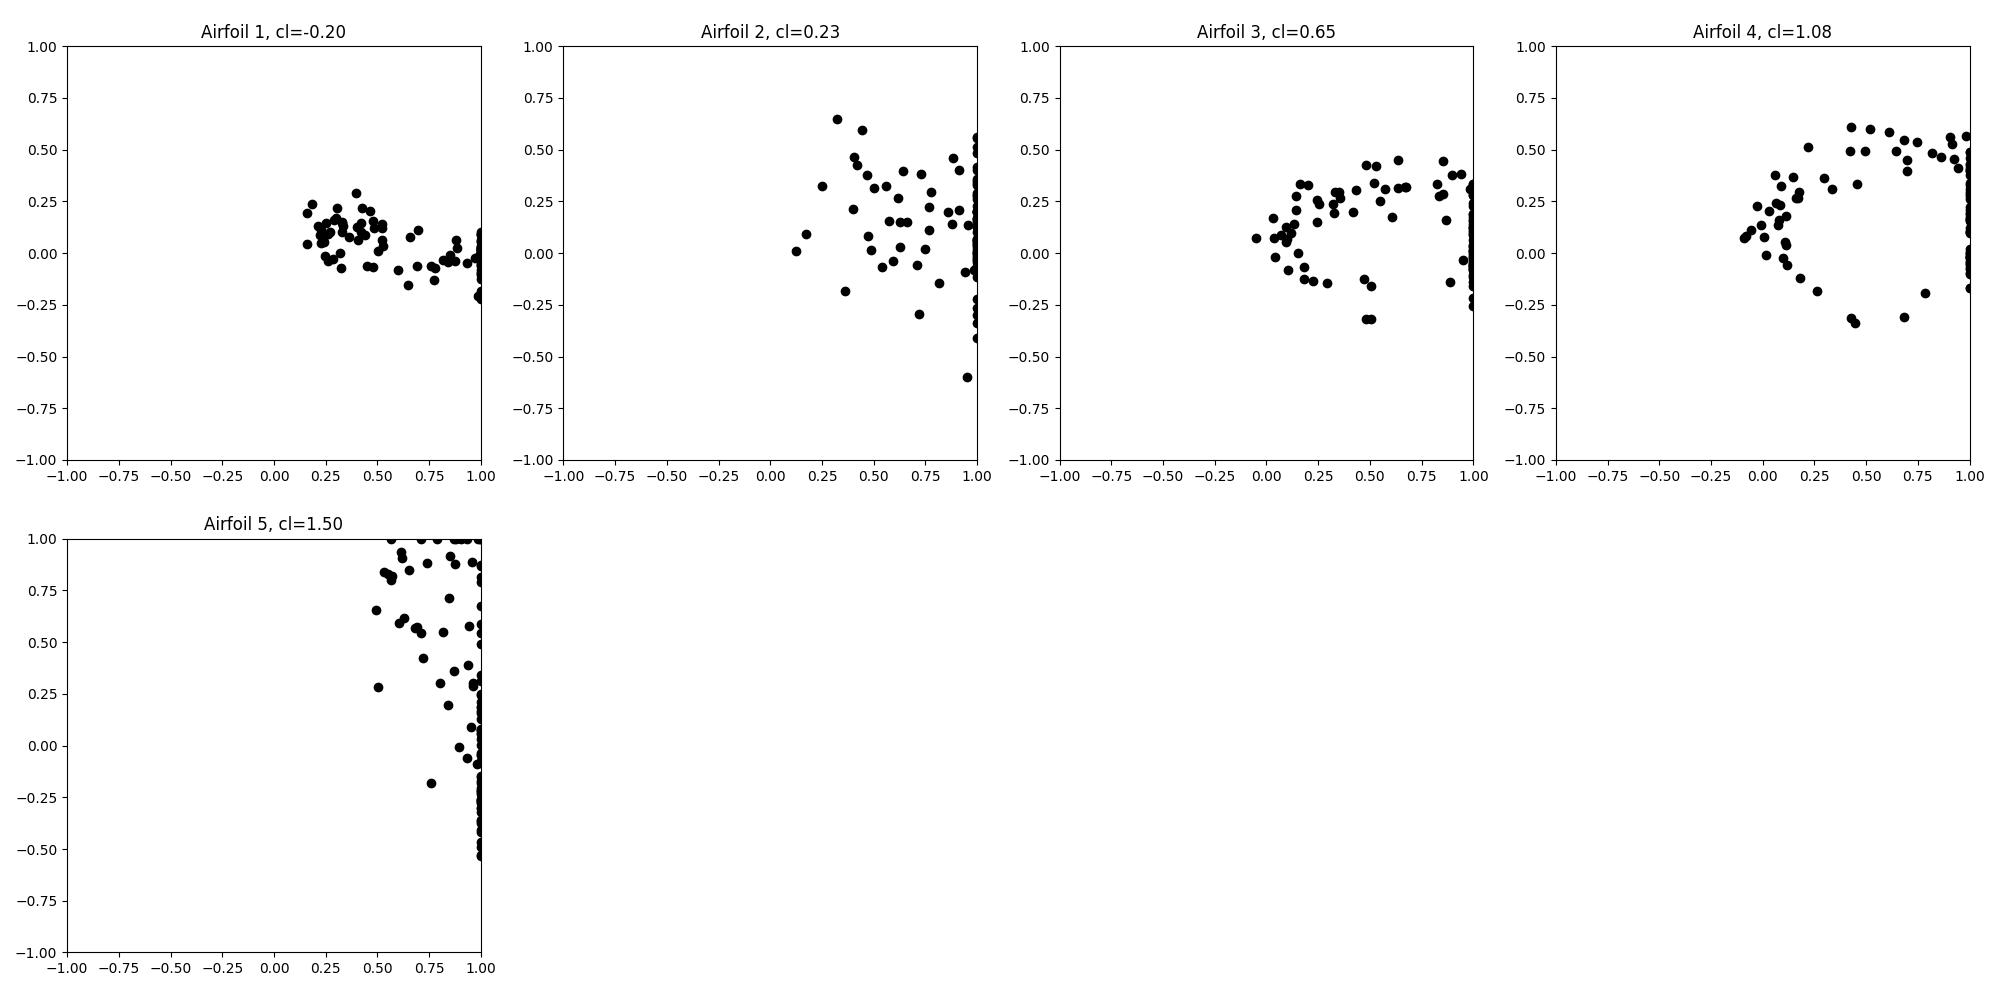 Airfoil 1, cl=-0.20
Airfoil 2, cl=0.23
Airfoil 3, cl=0.65
Airfoil 4, cl=1.08
1.00 1.00 1.00 1.00
0.75 0.75 0.75 0.75
0.50 0.50 0.50 0.50
0.25 0.25 0.25 0.25
0.00 0.00 0.00 0.00
−0.25 −0.25 −0.25 −0.25
−0.50 −0.50 −0.50 −0.50
−0.75 −0.75 −0.75 −0.75
−1.00 −1.00 −1.00 −1.00
−1.00 −0.75 −0.50 −0.25 0.00 0.25 0.50 0.75 1.00
−1.00 −0.75 −0.50 −0.25 0.00 0.25 0.50 0.75 1.00
−1.00 −0.75 −0.50 −0.25 0.00 0.25 0.50 0.75 1.00
−1.00 −0.75 −0.50 −0.25 0.00 0.25 0.50 0.75 1.00
Airfoil 5, cl=1.50
1.00
0.75
0.50
0.25
0.00
−0.25
−0.50
−0.75
−1.00
−1.00 −0.75 −0.50 −0.25 0.00 0.25 0.50 0.75 1.00